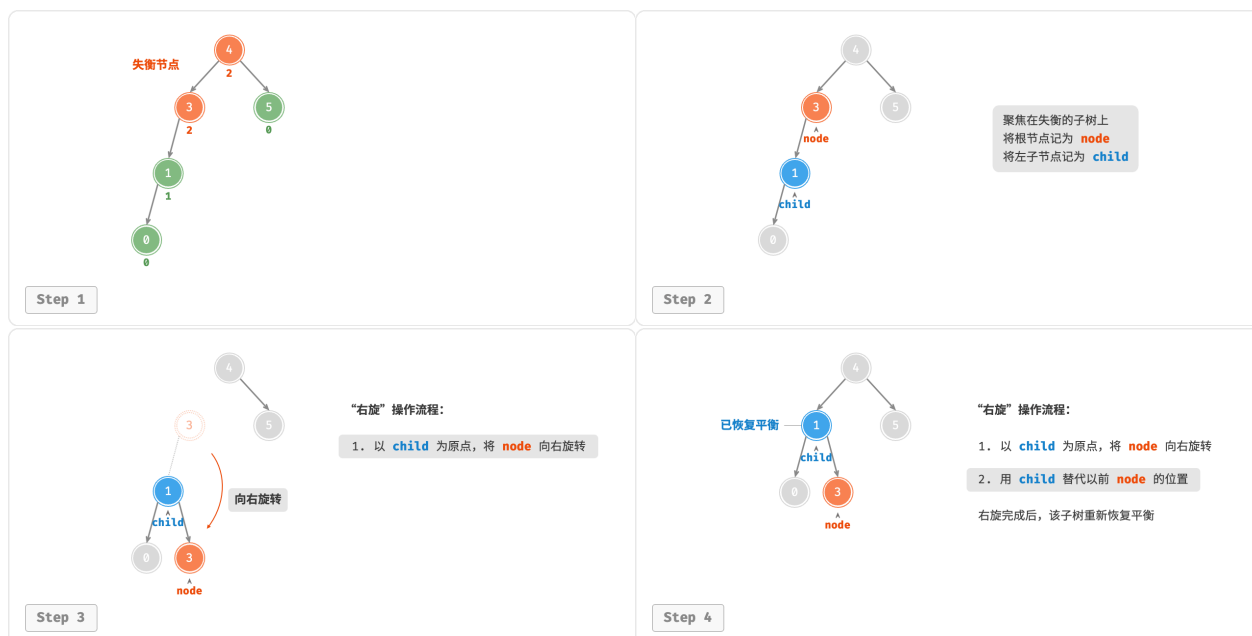 4
失衡节点
2
3
5
2
0
1
1
0
0
Step 1
4
3
5
node
1
child
0
聚焦在失衡的子树上
将根节点记为 node
将左子节点记为 child
Step 2
4
3
5
1
child
向右旋转
0
3
node
“右旋”操作流程：
1. 以 child 为原点，将 node 向右旋转
Step 3
4
已恢复平衡
1
5
child
0
3
node
“右旋”操作流程：
1. 以 child 为原点，将 node 向右旋转
2. 用 child 替代以前 node 的位置
右旋完成后，该子树重新恢复平衡
Step 4